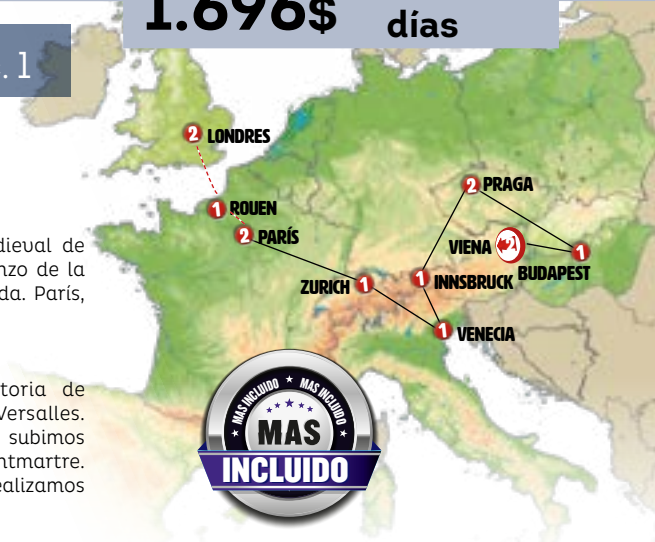 1.696$
días
. 1
2 LONDRES
1 ROUEN
2 PARÍS
2 PRAGA
VIENA 2
1
BUDAPEST
ZURICH 1
1 INNSBRUCK
1 VENECIA
dieval de
nzo de la
da. París,
toria de
Versalles.
subimos
ntmartre.
ealizamos
MAS INCLUIDO ★ MAS INCLUIDO
MAS
INCLUIDO